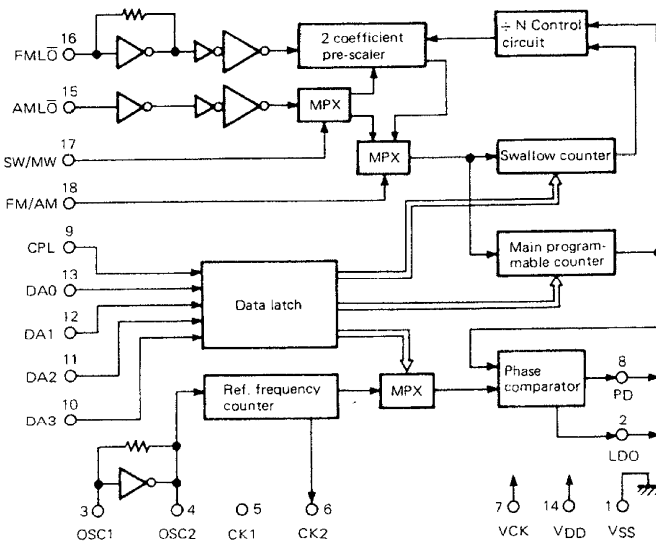 16
FMLO̅
15
AMLO̅
17
SW/MW
18
FM/AM
9
CPL
13
DA0
12
DA1
11
DA2
10
DA3
2 coefficient
pre-scaler
÷ N Control
circuit
MPX
MPX
Swallow counter
Main program-
mable counter
Data latch
Ref. frequency
counter
MPX
Phase
comparator
8
PD
2
LDO
3
OSC1
4
OSC2
5
CK1
6
CK2
7
VCK
14
VDD
1
VSS